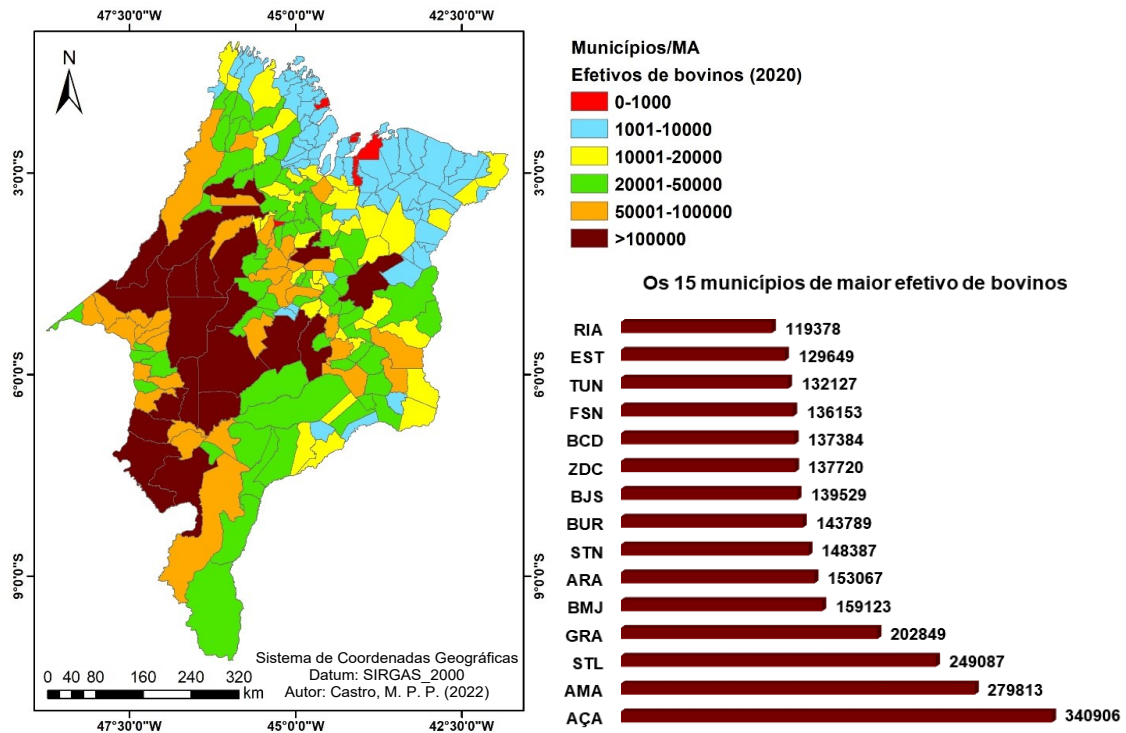 47°30'0"W 45°0'0"W 42°30'0"W
N
3°0'0"S 3°0'0"S
6°0'0"S 6°0'0"S
9°0'0"S 9°0'0"S
Sistema de Coordenadas Geográficas
Datum: SIRGAS_2000
Autor: Castro, M. P. P. (2022)
0 40 80 160 240 320
km
47°30'0"W 45°0'0"W 42°30'0"W
Municípios/MA
Efetivos de bovinos (2020)
0-1000
1001-10000
10001-20000
20001-50000
50001-100000
>100000
Os 15 municípios de maior efetivo de bovinos
RIA 119378
EST 129649
TUN 132127
FSN 136153
BCD 137384
ZDC 137720
BJS 139529
BUR 143789
STN 148387
ARA 153067
BMJ 159123
GRA 202849
STL 249087
AMA 279813
AÇA 340906